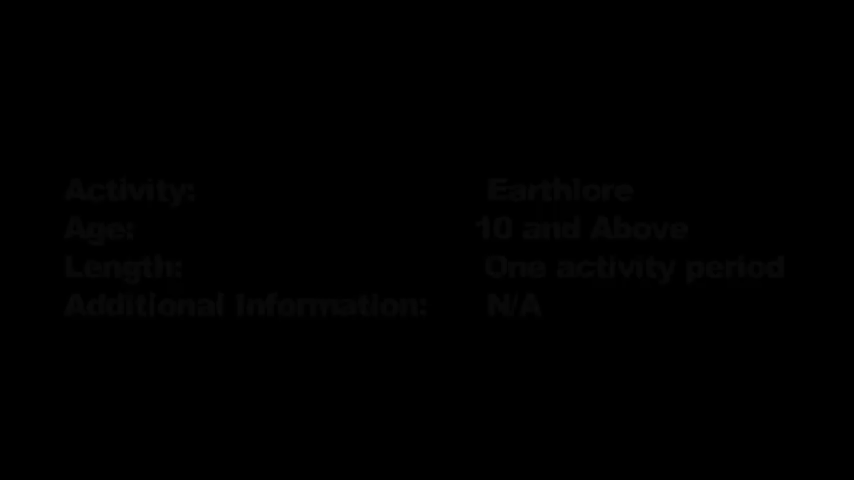 Activity: Earthlore
Age: 10 and Above
Length: One activity period
Additional Information: N/A